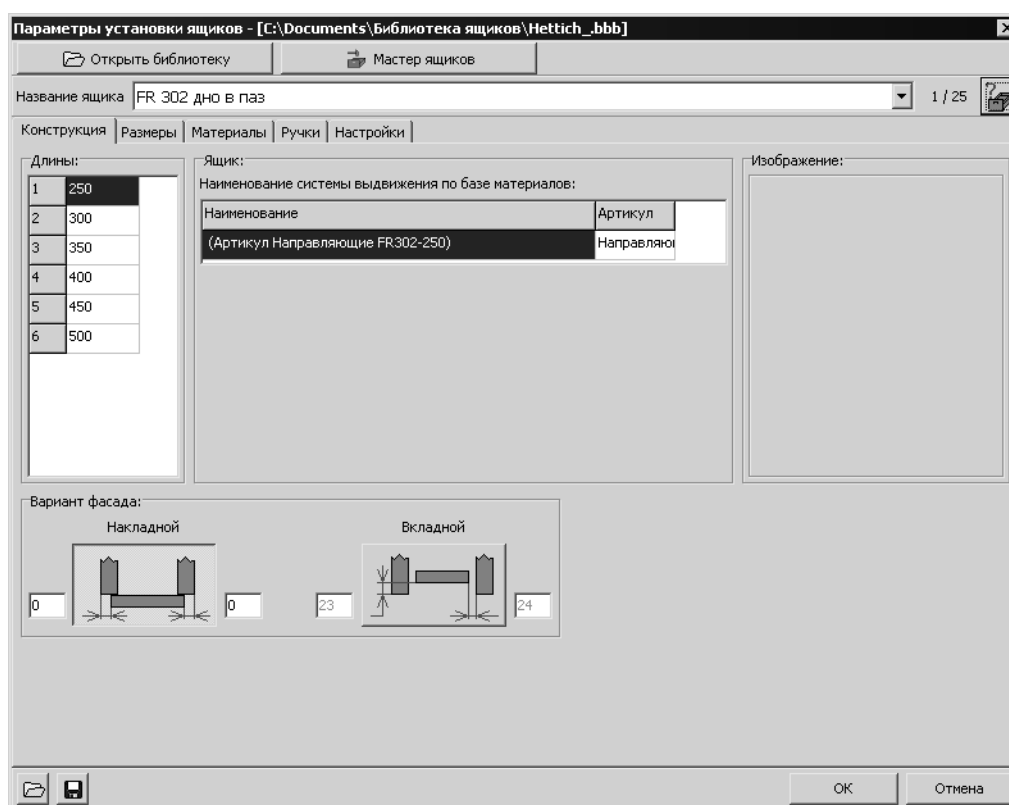 Параметры установки ящиков - [C:\Documents\Библиотека ящиков\Hettich_.bbb]
Открыть библиотеку
Мастер ящиков
Название ящика FR 302 дно в паз 1 / 25
Конструкция Размеры Материалы Ручки Настройки
Длины:
1 250
2 300
3 350
4 400
5 450
6 500
Ящик:
Наименование системы выдвижения по базе материалов:
Наименование Артикул
(Артикул Направляющие FR302-250) Направляющ
Изображение:
Вариант фасада:
Накладной Вкладной
0 0 23 24
OK Отмена